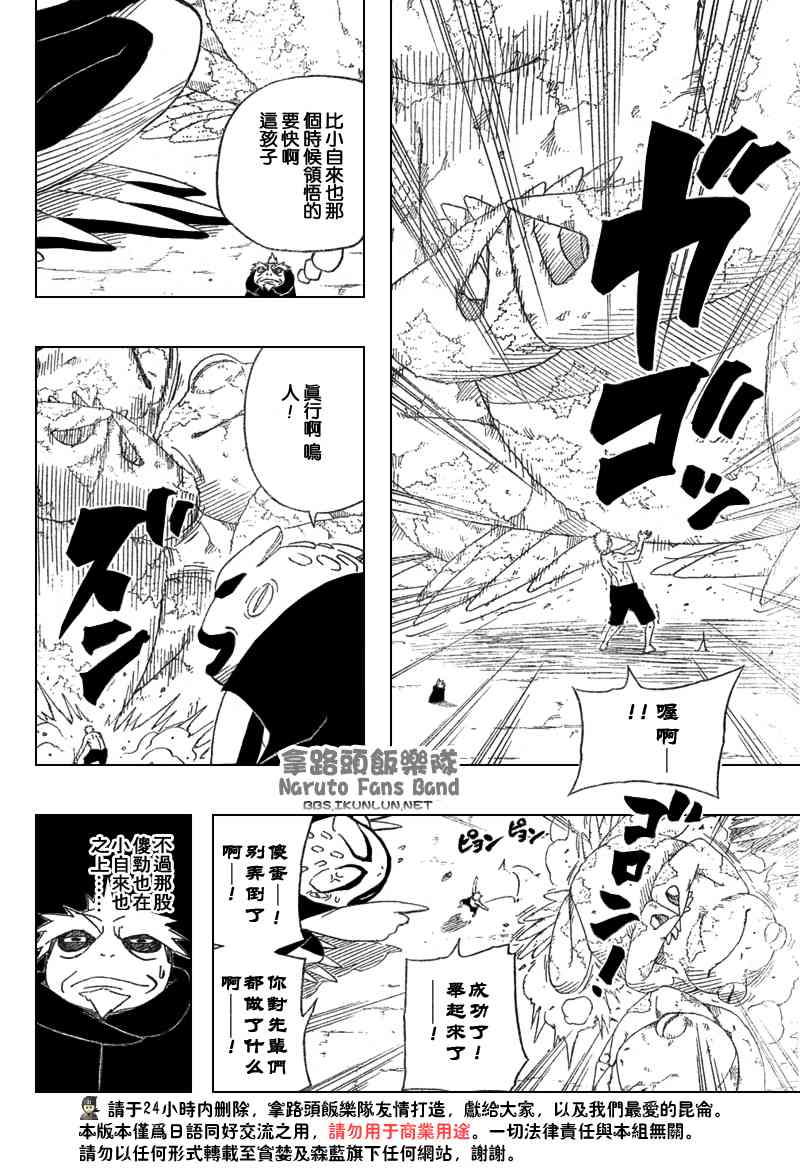 ガ
ゴゴ
喔
啊
—
!!
比小自來也那
個時候領悟的
要快啊
這孩子
眞行啊 鳴
人!
ズズズ
拿路頭飯樂隊
Naruto Fans Band
BBS.IKUNLUN.NET
ゴロロン!
ピョン
ピョン
成功了!
舉起來了
——!
傻蛋——!
別弄倒了
啊——!
你對先輩們
都做了什么
啊——!
不過那股
傻勁也在
小自來也
之上……
請于24小時内删除，拿路頭飯樂隊友情打造，獻給大家，以及我們最愛的昆侖。
本版本僅爲日語同好交流之用，請勿用于商業用途。一切法律責任與本組無關。
請勿以任何形式轉載至貪婪及森藍旗下任何網站，謝謝。